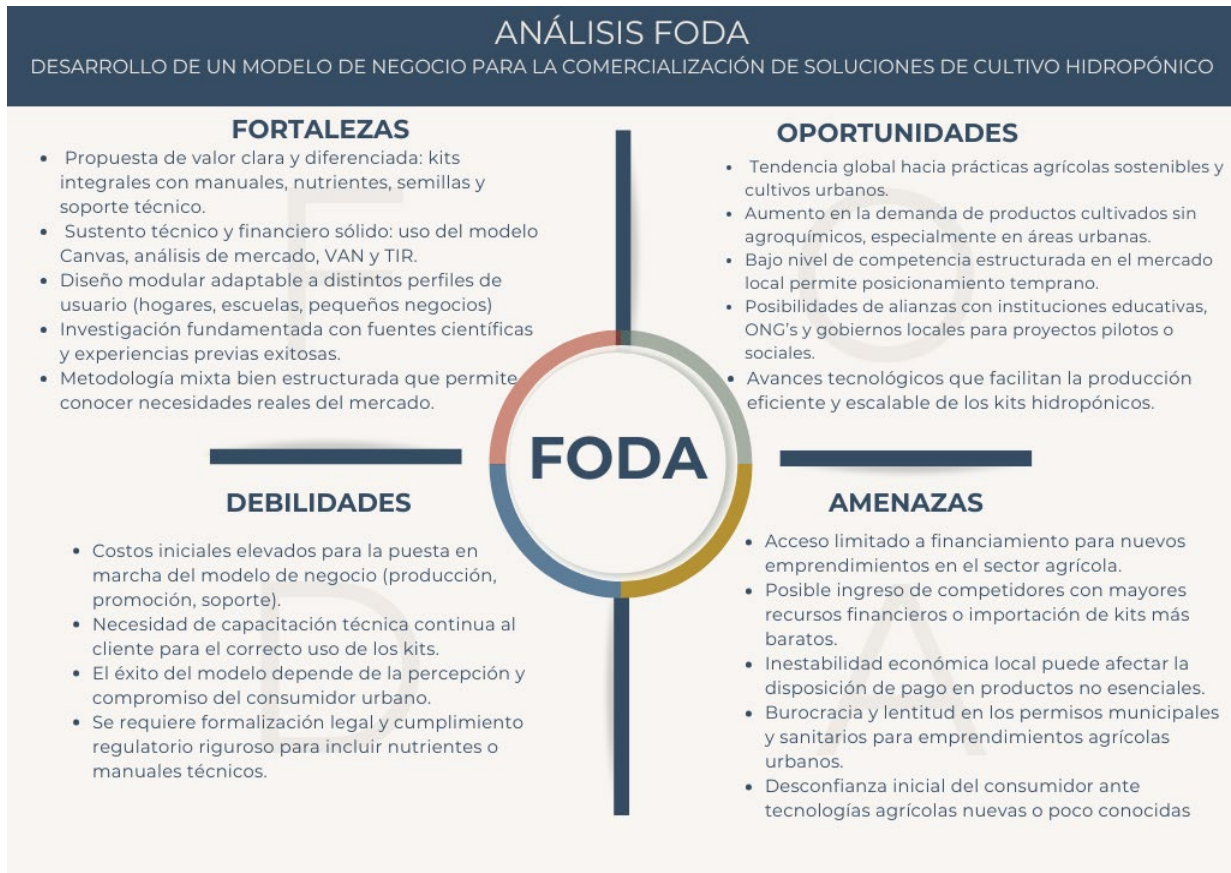 ANÁLISIS FODA
DESARROLLO DE UN MODELO DE NEGOCIO PARA LA COMERCIALIZACIÓN DE SOLUCIONES DE CULTIVO HIDROPÓNICO
FORTALEZAS
• Propuesta de valor clara y diferenciada: kits
integrales con manuales, nutrientes, semillas y
soporte técnico.
• Sustento técnico y financiero sólido: uso del modelo
Canvas, análisis de mercado, VAN y TIR.
• Diseño modular adaptable a distintos perfiles de
usuario (hogares, escuelas, pequeños negocios)
• Investigación fundamentada con fuentes científicas
y experiencias previas exitosas.
• Metodología mixta bien estructurada que permite
conocer necesidades reales del mercado.
F
OPORTUNIDADES
• Tendencia global hacia prácticas agrícolas sostenibles y
cultivos urbanos.
• Aumento en la demanda de productos cultivados sin
agroquímicos, especialmente en áreas urbanas.
• Bajo nivel de competencia estructurada en el mercado
local permite posicionamiento temprano.
• Posibilidades de alianzas con instituciones educativas,
ONG's y gobiernos locales para proyectos pilotos o
sociales.
• Avances tecnológicos que facilitan la producción
eficiente y escalable de los kits hidropónicos.
O
FODA
DEBILIDADES
• Costos iniciales elevados para la puesta en
marcha del modelo de negocio (producción,
promoción, soporte).
• Necesidad de capacitación técnica continua al
cliente para el correcto uso de los kits.
• El éxito del modelo depende de la percepción y
compromiso del consumidor urbano.
• Se requiere formalización legal y cumplimiento
regulatorio riguroso para incluir nutrientes o
manuales técnicos.
D
AMENAZAS
• Acceso limitado a financiamiento para nuevos
emprendimientos en el sector agrícola.
• Posible ingreso de competidores con mayores
recursos financieros o importación de kits más
baratos.
• Inestabilidad económica local puede afectar la
disposición de pago en productos no esenciales.
• Burocracia y lentitud en los permisos municipales
y sanitarios para emprendimientos agrícolas
urbanos.
• Desconfianza inicial del consumidor ante
tecnologías agrícolas nuevas o poco conocidas
A